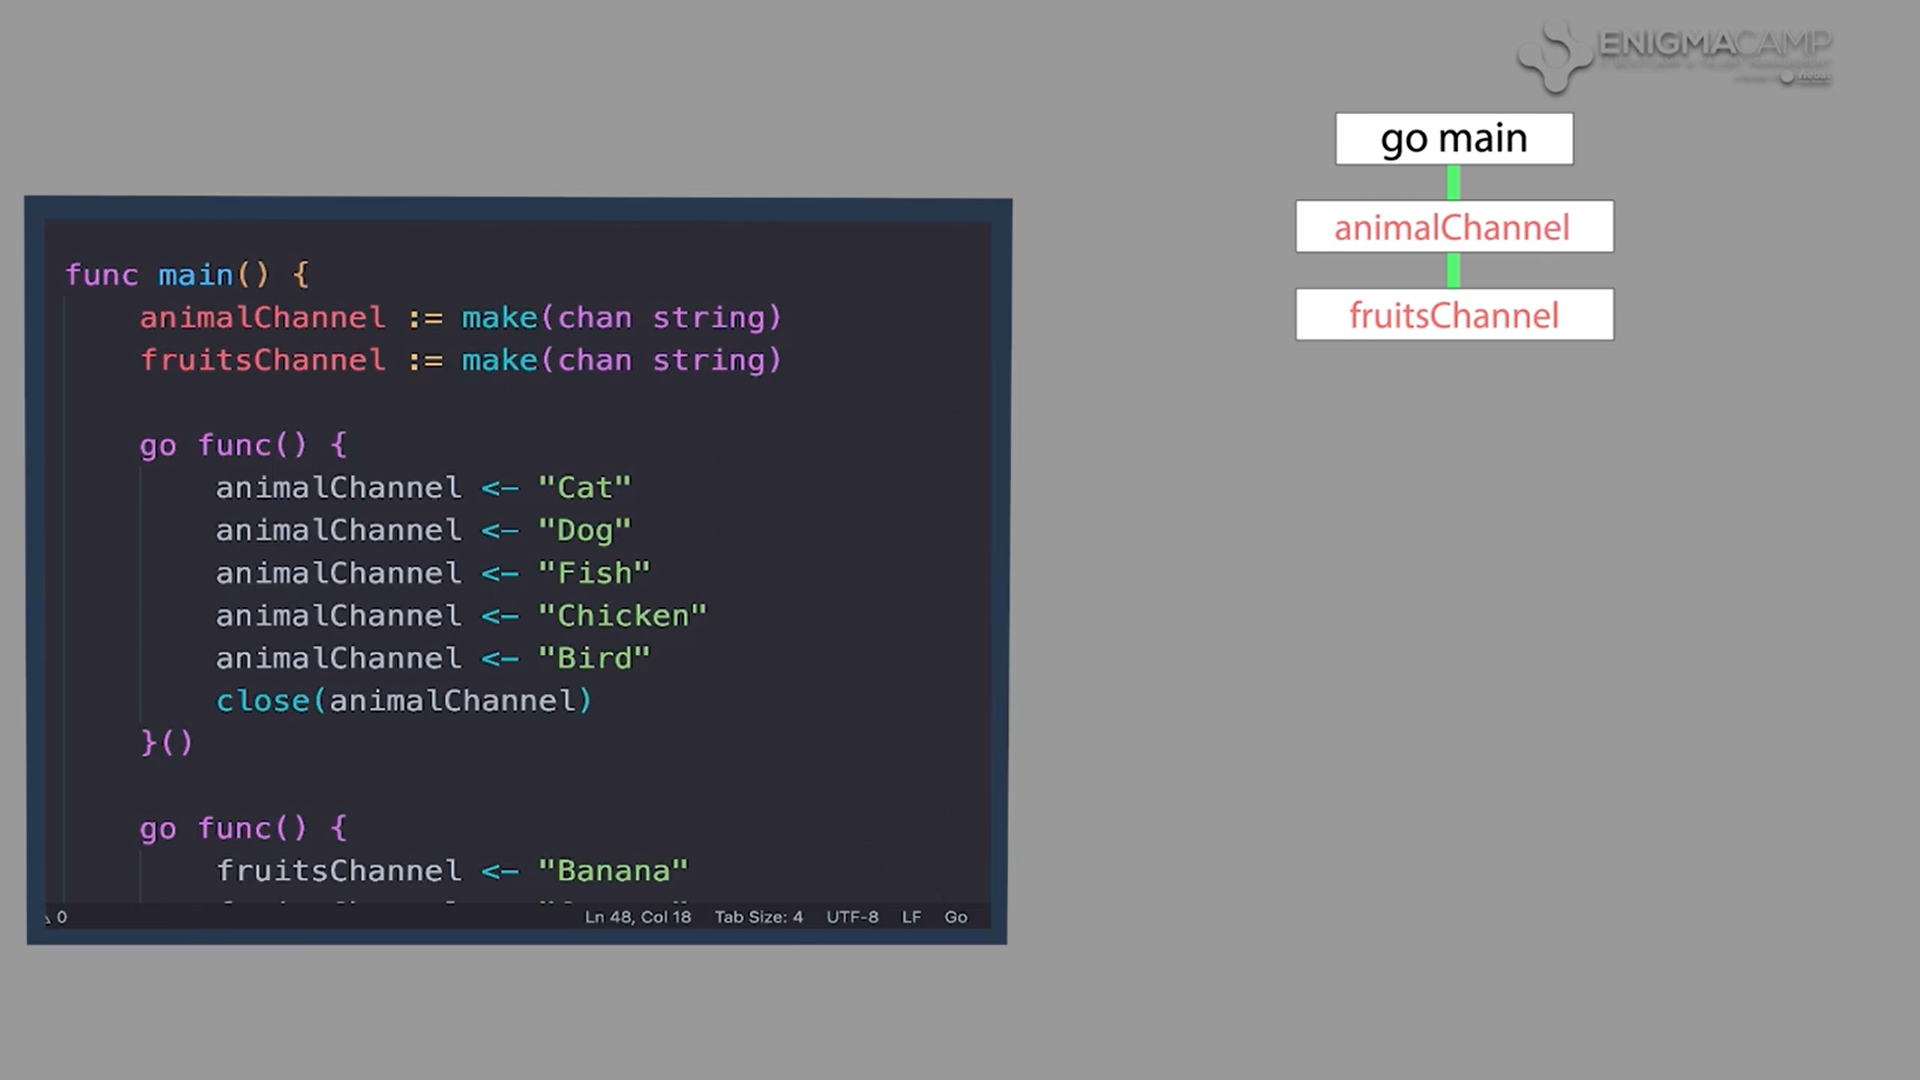 ENIGMACAMP
go main
animalChannel
fruitsChannel
func main() {
animalChannel := make(chan string)
fruitsChannel := make(chan string)
go func() {
animalChannel <- "Cat"
animalChannel <- "Dog"
animalChannel <- "Fish"
animalChannel <- "Chicken"
animalChannel <- "Bird"
close(animalChannel)
}()
go func() {
fruitsChannel <- "Banana"
0 Ln 48, Col 18 Tab Size: 4 UTF-8 LF Go